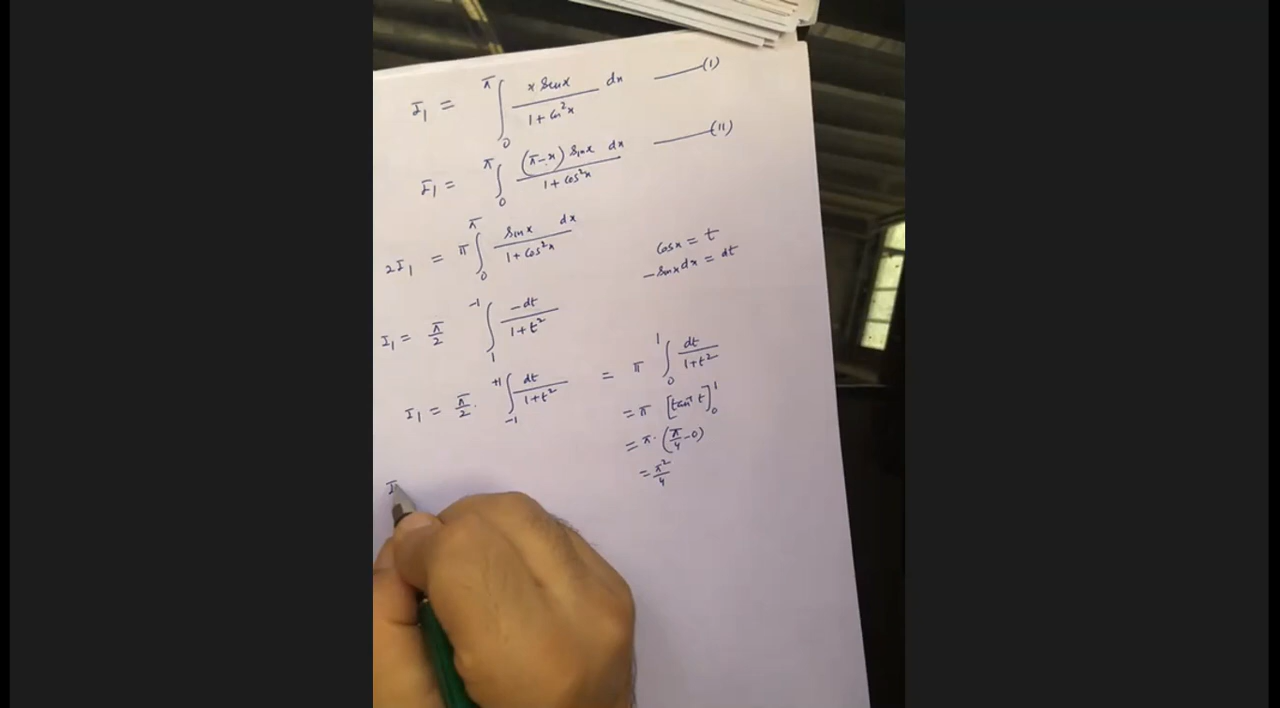 I₁ = ∫₀^π x sinx / 1 + cos²x dx —— (I)
I₁ = ∫₀^π (π-x) sinx dx / 1 + cos²x —— (II)
2I₁ = π ∫₀^π sinx dx / 1 + cos²x
cosx = t
-sinx dx = dt
I₁ = π/2 ∫₁^-1 -dt / 1 + t²
I₁ = π/2 · ∫₋₁^+1 dt / 1 + t² = π ∫₀^1 dt / 1 + t²
= π [tan⁻¹ t]₀^1
= π · (π/4 - 0)
= π²/4
I